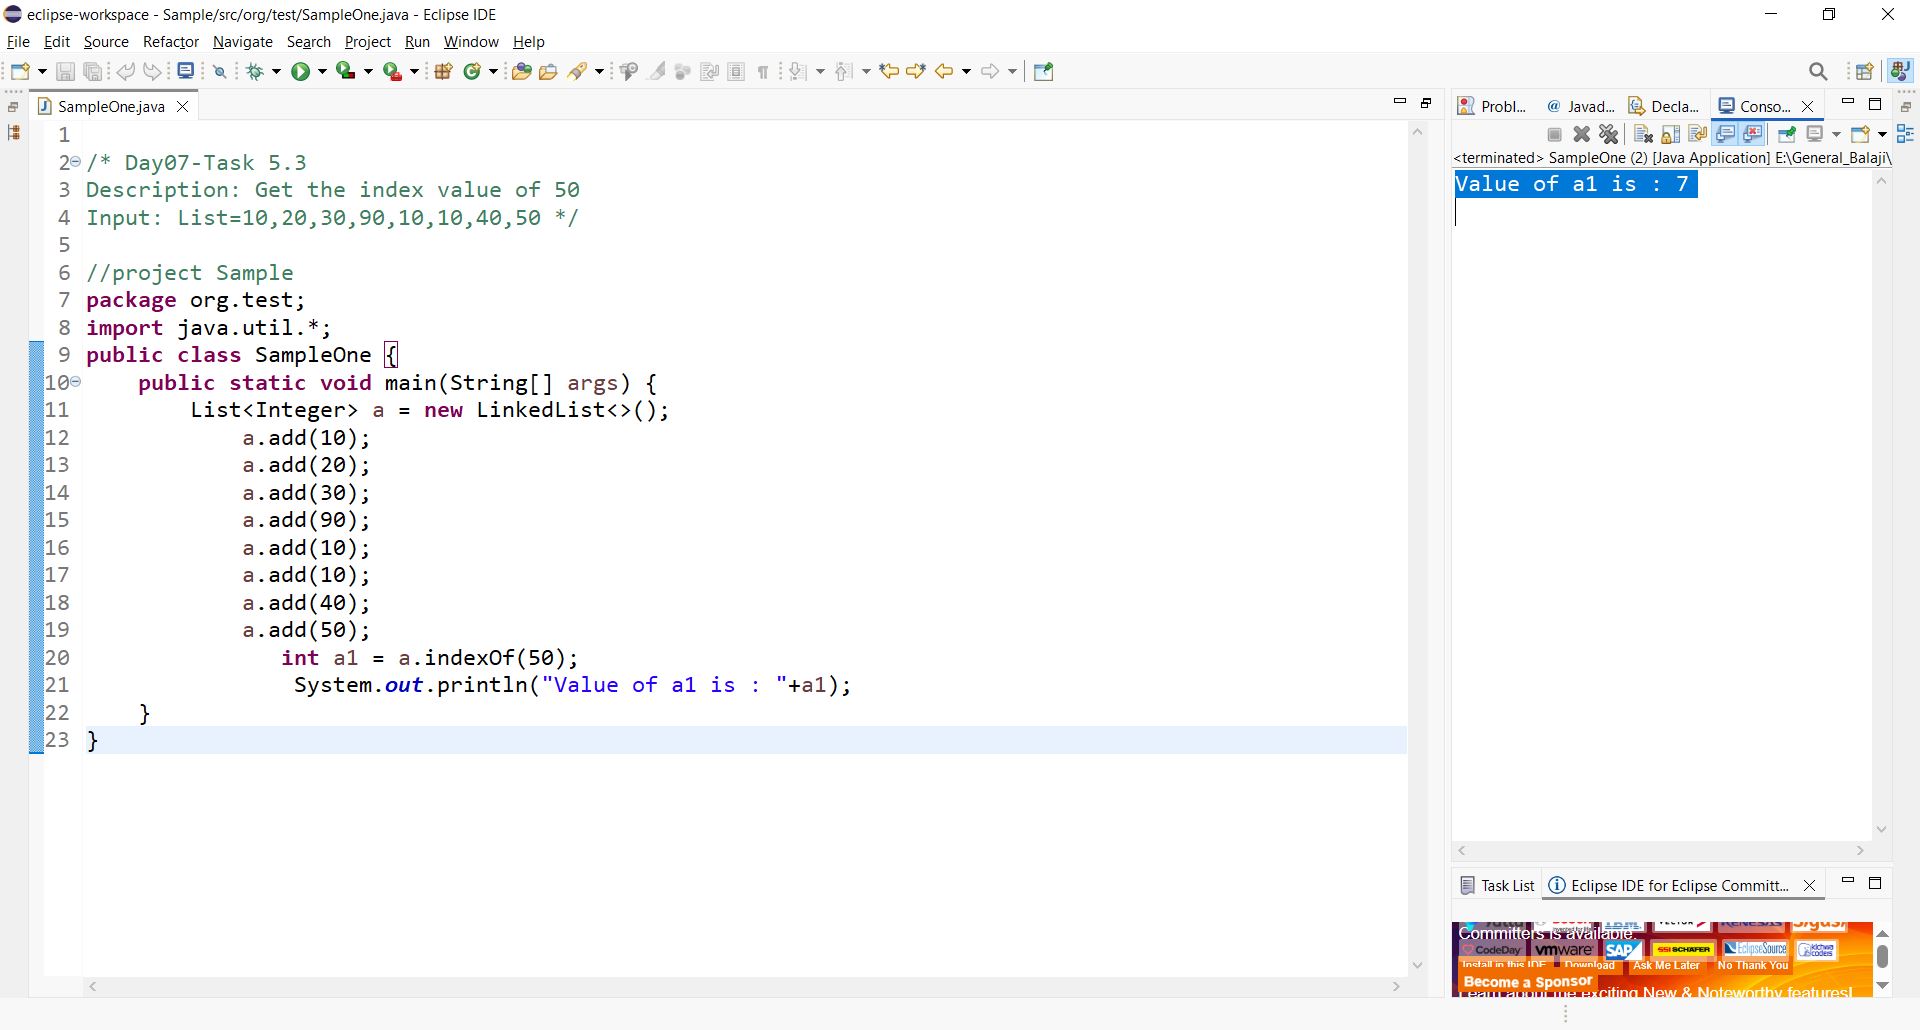 eclipse-workspace - Sample/src/org/test/SampleOne.java - Eclipse IDE
File Edit Source Refactor Navigate Search Project Run Window Help
SampleOne.java
1
2 /* Day07-Task 5.3
3 Description: Get the index value of 50
4 Input: List=10,20,30,90,10,10,40,50 */
5
6 //project Sample
7 package org.test;
8 import java.util.*;
9 public class SampleOne {
10 public static void main(String[] args) {
11 List<Integer> a = new LinkedList<>();
12 a.add(10);
13 a.add(20);
14 a.add(30);
15 a.add(90);
16 a.add(10);
17 a.add(10);
18 a.add(40);
19 a.add(50);
20 int a1 = a.indexOf(50);
21 System.out.println("Value of a1 is : "+a1);
22 }
23 }
Probl... Javad... Decla... Conso...
<terminated> SampleOne (2) [Java Application] E:\General_Balaji\
Value of a1 is : 7
Task List Eclipse IDE for Eclipse Committ...
Committers is available.
CodeDay vmware SAP SSI SCHAEFER EclipseSource kichwa coders
Install in this IDE Download Ask Me Later No Thank You
Become a Sponsor
Learn about the exciting New & Noteworthy features!